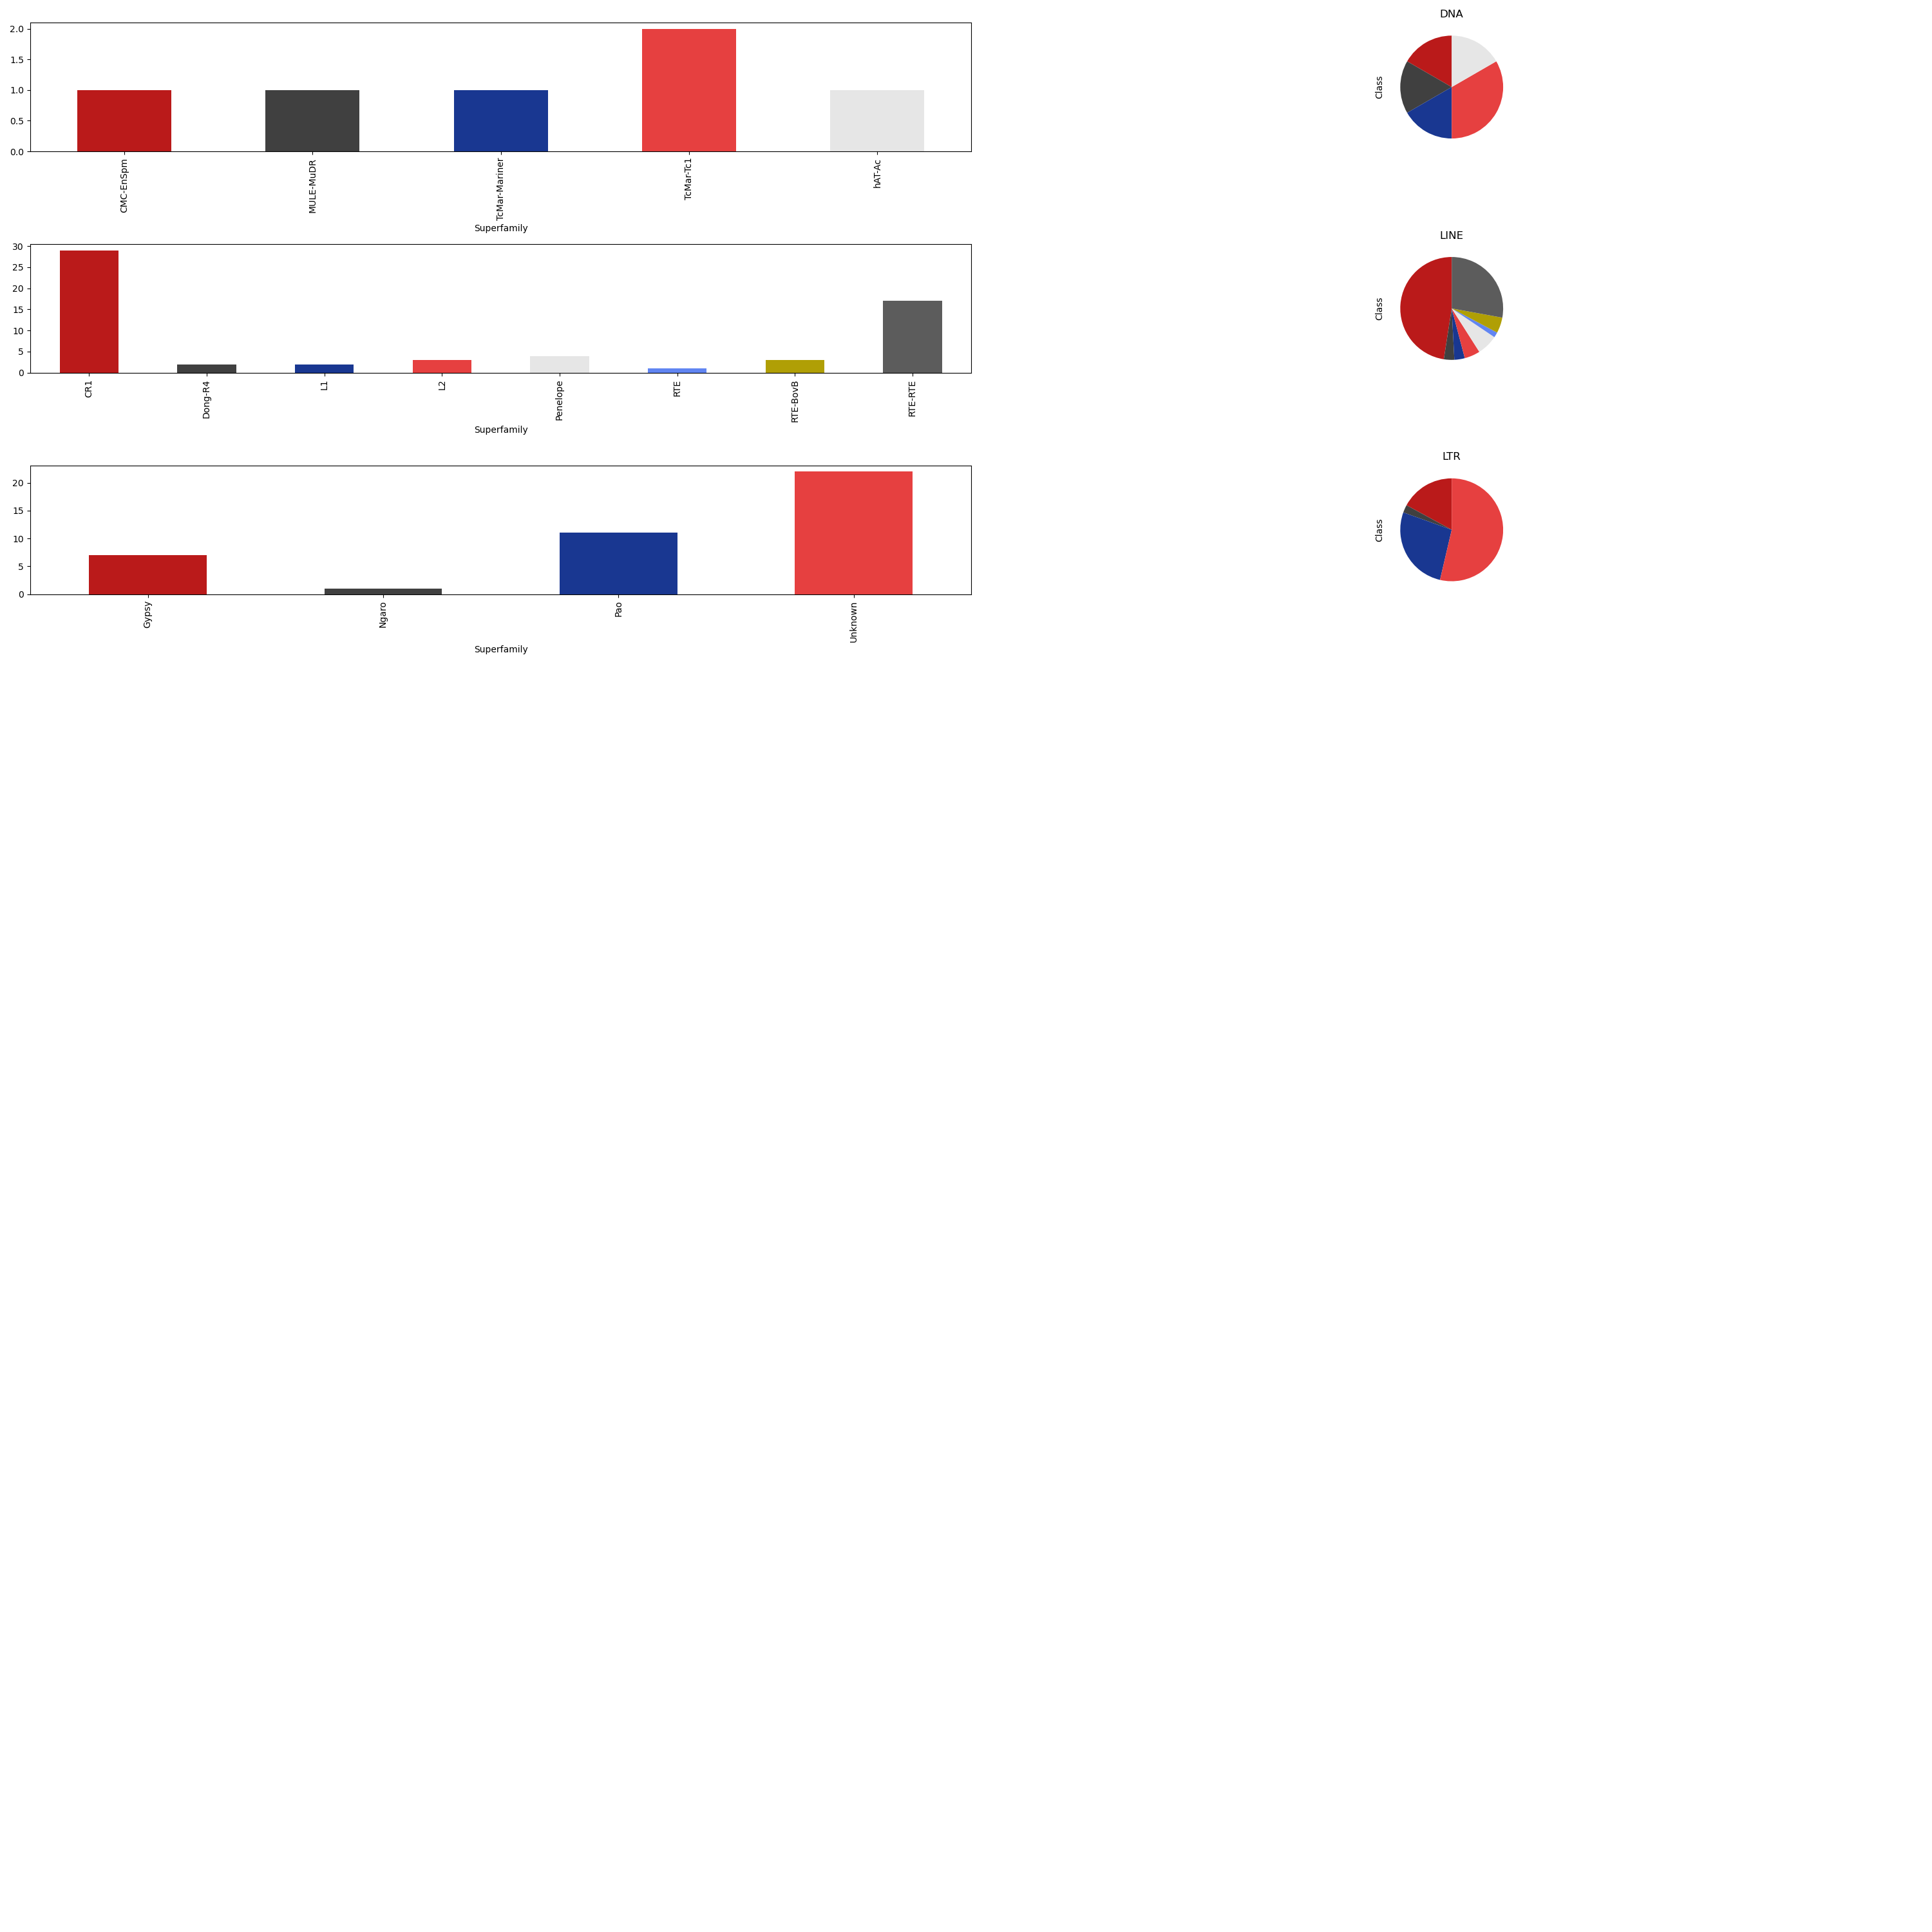 DNA
2.0
1.5
1.0
0.5
0.0
CMC-EnSpm
MULE-MuDR
TcMar-Mariner
TcMar-Tc1
hAT-Ac
Superfamily
Class
LINE
30
25
20
15
10
5
0
CR1
Dong-R4
L1
L2
Penelope
RTE
RTE-BovB
RTE-RTE
Superfamily
Class
LTR
20
15
10
5
0
Gypsy
Ngaro
Pao
Unknown
Superfamily
Class